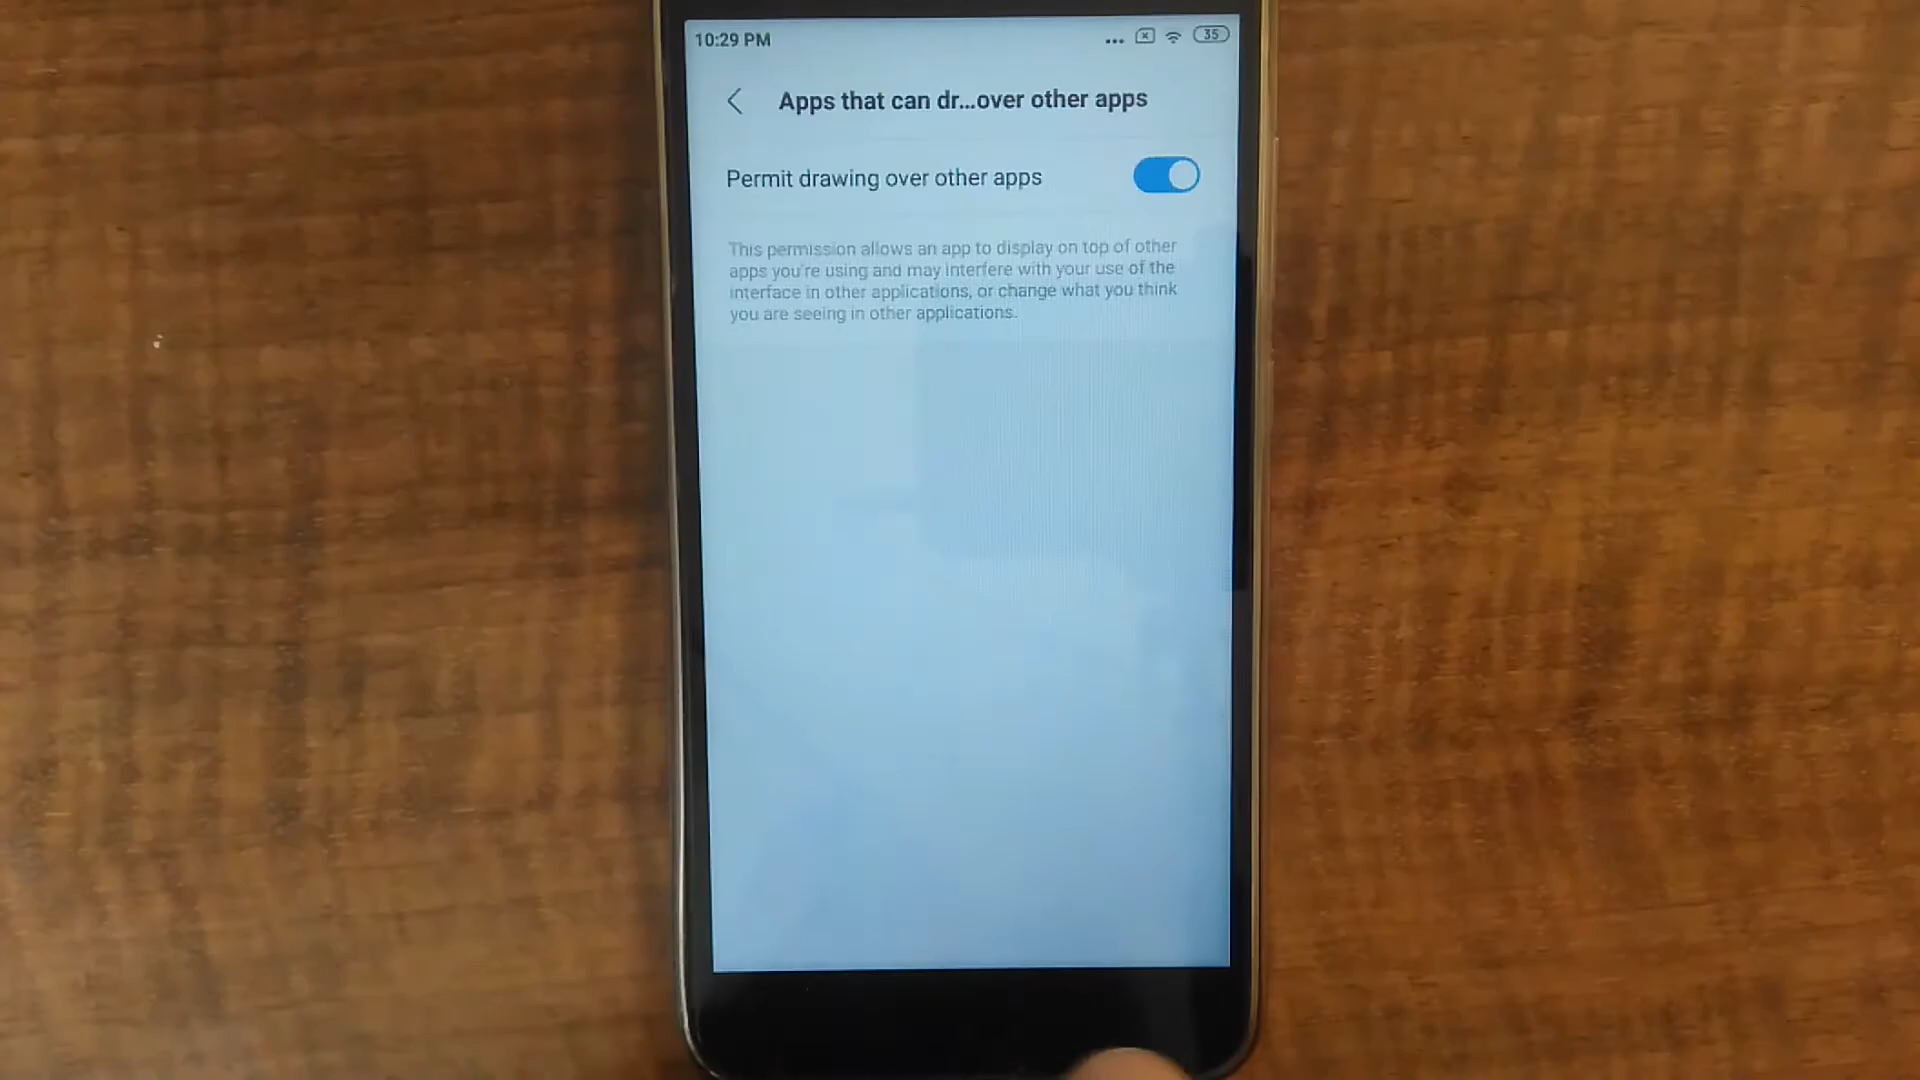 10:29 PM
... 35
Apps that can dr...over other apps
Permit drawing over other apps
This permission allows an app to display on top of other
apps you're using and may interfere with your use of the
interface in other applications, or change what you think
you are seeing in other applications.